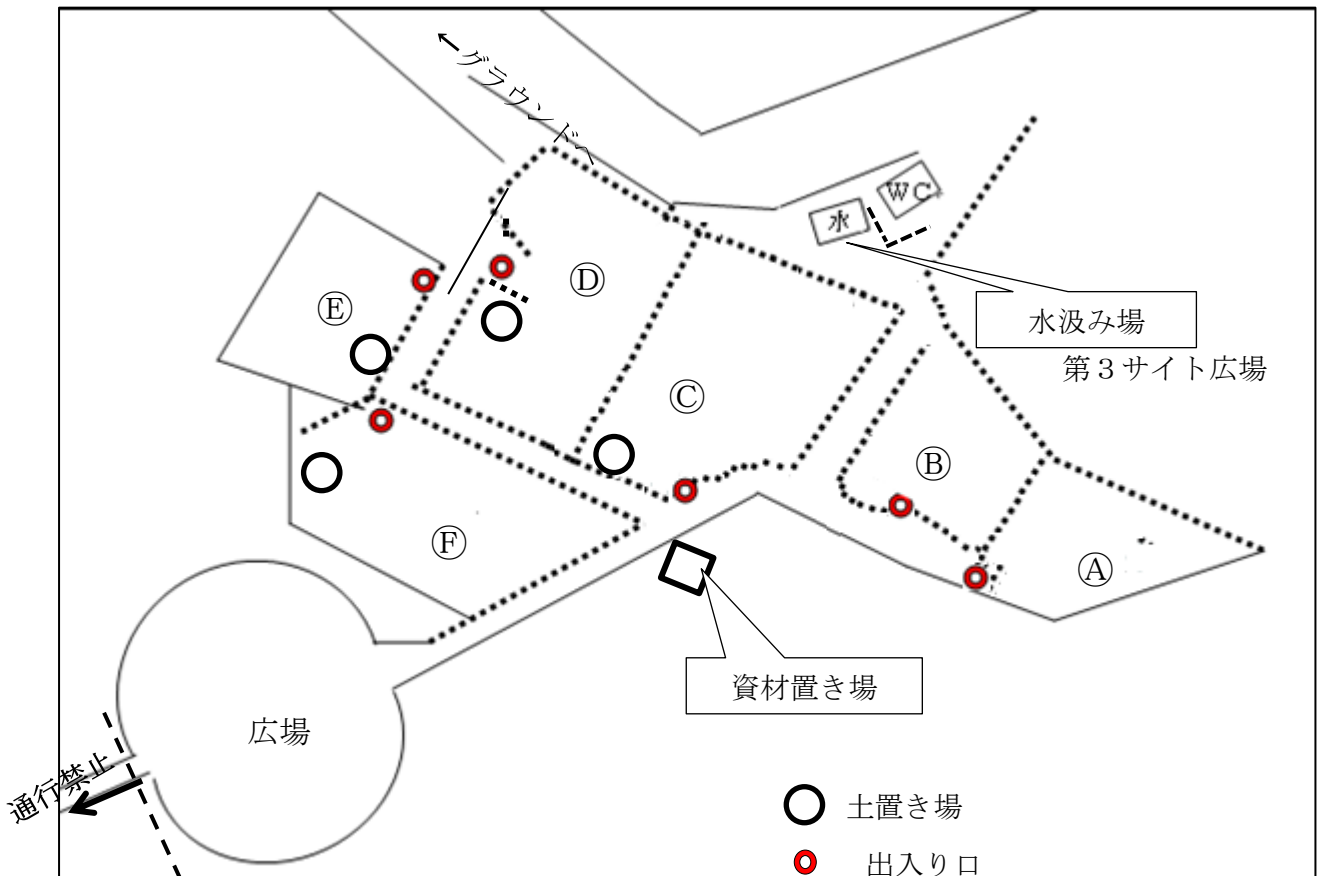 ←グラウンドへ
WC
水
水汲み場
第３サイト広場
Ⓓ
Ⓔ
Ⓒ
Ⓑ
Ⓕ
Ⓐ
資材置き場
広場
通行禁止
土置き場
出入り口